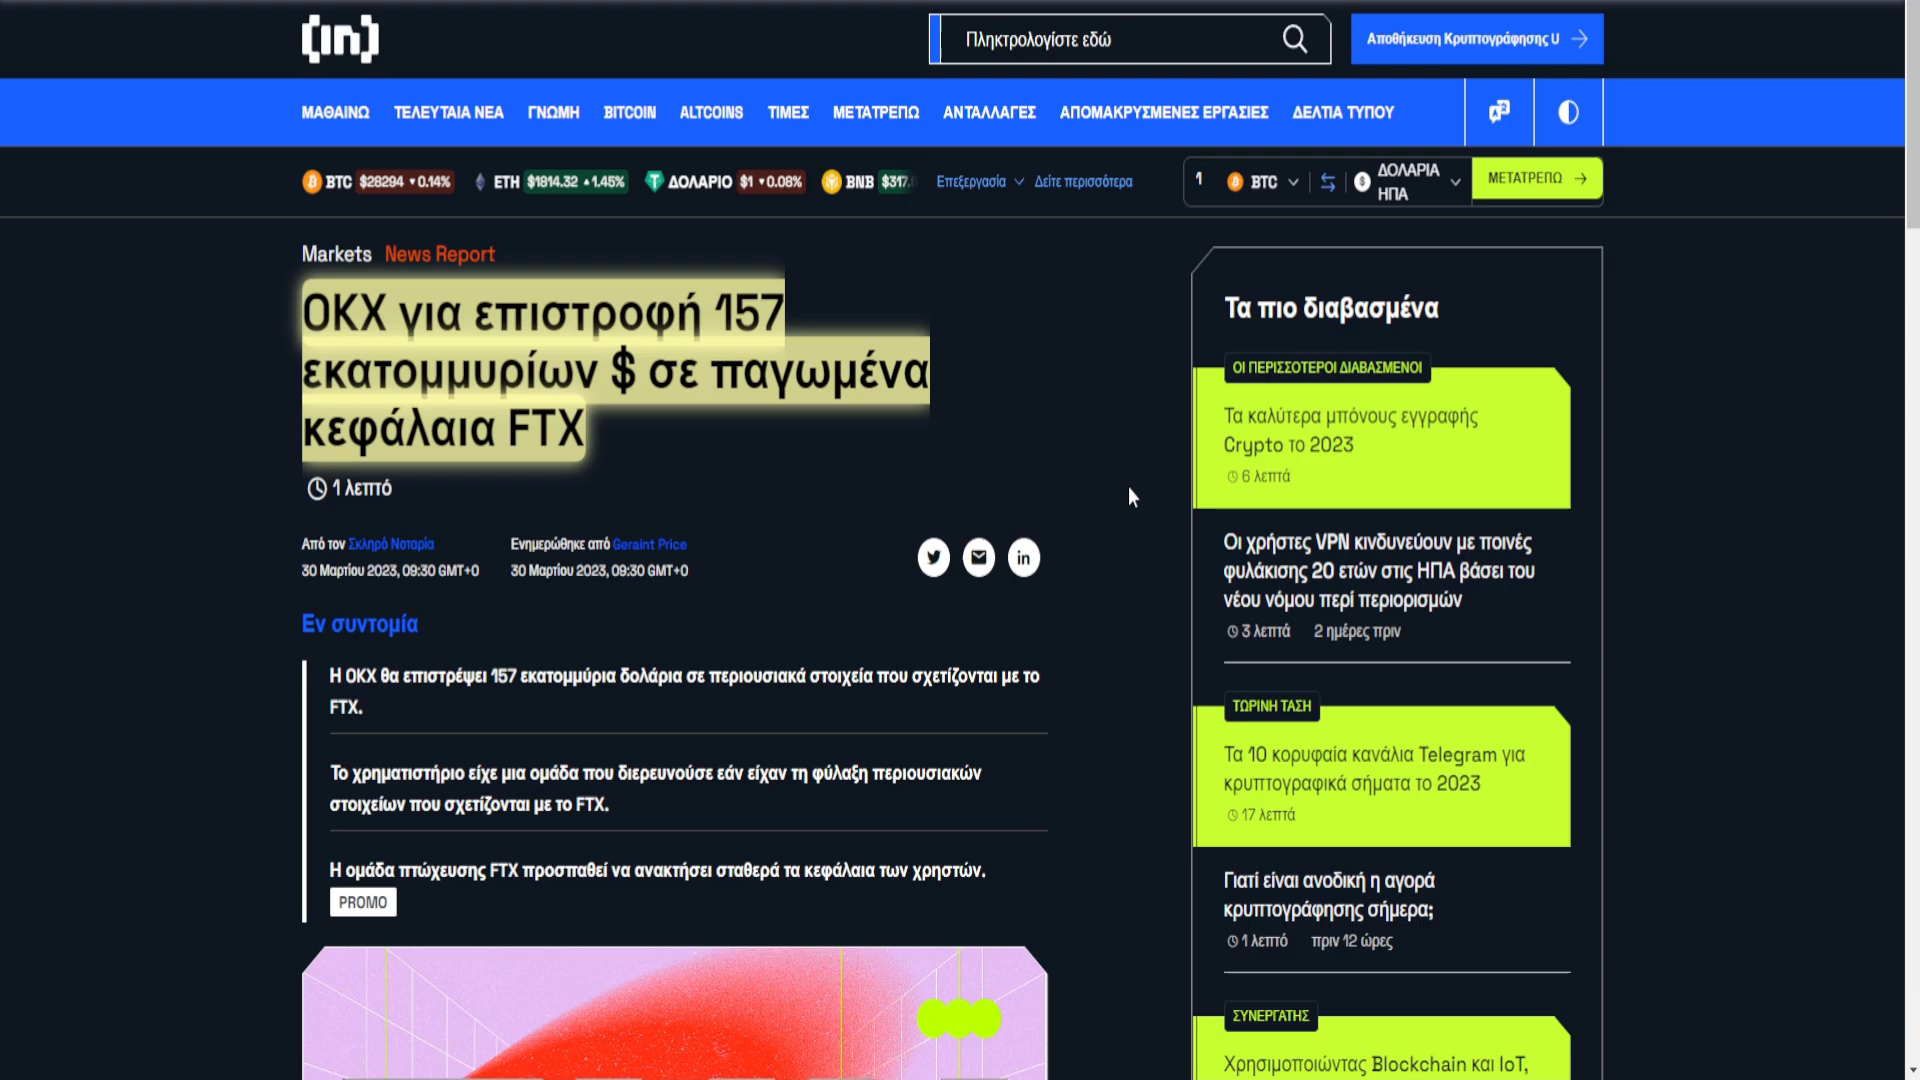 [in]
Πληκτρολογίστε εδώ
Αποθήκευση Κρυπτογράφησης U
ΜΑΘΑΙΝΩ ΤΕΛΕΥΤΑΙΑ ΝΕΑ ΓΝΩΜΗ BITCOIN ALTCOINS ΤΙΜΕΣ ΜΕΤΑΤΡΕΠΩ ΑΝΤΑΛΛΑΓΕΣ ΑΠΟΜΑΚΡΥΣΜΕΝΕΣ ΕΡΓΑΣΙΕΣ ΔΕΛΤΙΑ ΤΥΠΟΥ
BTC $28294 ▾0.14% ETH $1814.32 ▴1.45% ΔΟΛΑΡΙΟ $1 ▾0.08% BNB $317. Επεξεργασία Δείτε περισσότερα
1 BTC ΔΟΛΑΡΙΑ ΗΠΑ ΜΕΤΑΤΡΕΠΩ →
Markets News Report
OKX για επιστροφή 157
εκατομμυρίων $ σε παγωμένα
κεφάλαια FTX
1 λεπτό
Από τον Σκληρό Νοταρία
30 Μαρτίου 2023, 09:30 GMT+0
Ενημερώθηκε από Geraint Price
30 Μαρτίου 2023, 09:30 GMT+0
in
Εν συντομία
Η OKX θα επιστρέψει 157 εκατομμύρια δολάρια σε περιουσιακά στοιχεία που σχετίζονται με το
FTX.
Το χρηματιστήριο είχε μια ομάδα που διερευνούσε εάν είχαν τη φύλαξη περιουσιακών
στοιχείων που σχετίζονται με το FTX.
Η ομάδα πτώχευσης FTX προσπαθεί να ανακτήσει σταθερά τα κεφάλαια των χρηστών.
PROMO
Τα πιο διαβασμένα
ΟΙ ΠΕΡΙΣΣΟΤΕΡΟΙ ΔΙΑΒΑΣΜΕΝΟΙ
Τα καλύτερα μπόνους εγγραφής
Crypto το 2023
6 λεπτά
Οι χρήστες VPN κινδυνεύουν με ποινές
φυλάκισης 20 ετών στις ΗΠΑ βάσει του
νέου νόμου περί περιορισμών
3 λεπτά 2 ημέρες πριν
ΤΩΡΙΝΗ ΤΑΣΗ
Τα 10 κορυφαία κανάλια Telegram για
κρυπτογραφικά σήματα το 2023
17 λεπτά
Γιατί είναι ανοδική η αγορά
κρυπτογράφησης σήμερα;
1 λεπτό πριν 12 ώρες
ΣΥΝΕΡΓΑΤΗΣ
Χρησιμοποιώντας Blockchain και IoT,